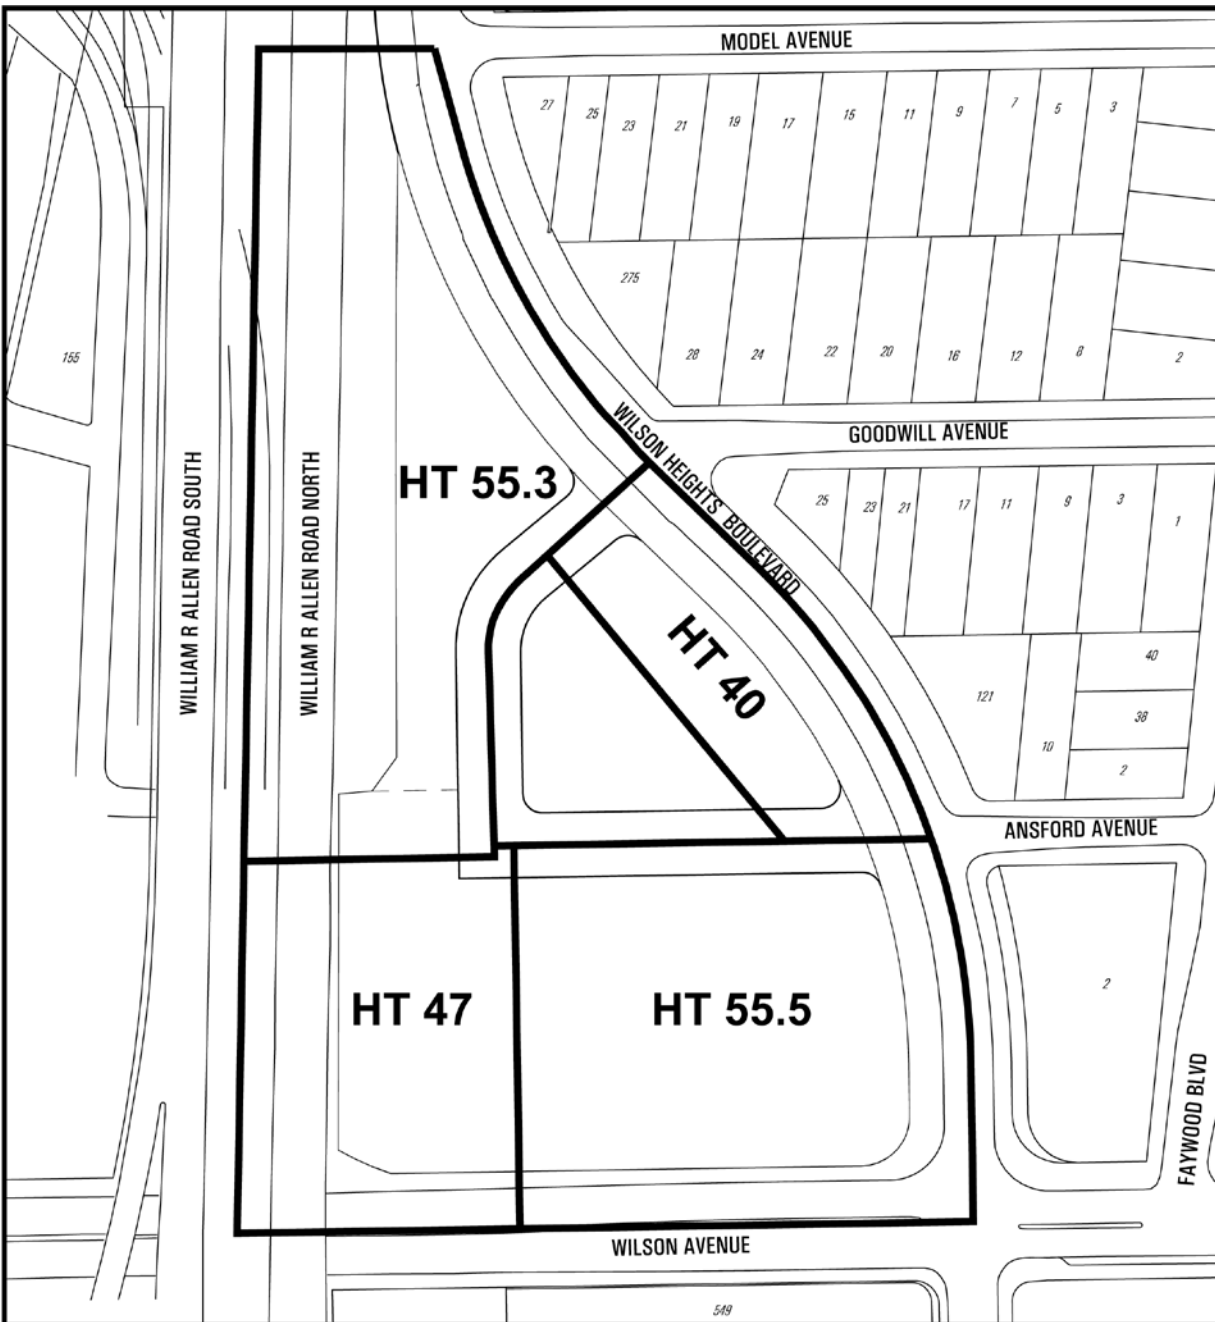 MODEL AVENUE
27 25 23 21 19 17 15 11 9 7 5 3
275
155
28 24 22 20 16 12 8 2
WILSON HEIGHTS BOULEVARD
GOODWILL AVENUE
HT 55.3
25 23 21 17 11 9 3 1
WILLIAM R ALLEN ROAD SOUTH
WILLIAM R ALLEN ROAD NORTH
HT 40
40
121
38
10
2
ANSFORD AVENUE
2
HT 47
HT 55.5
FAYWOOD BLVD
WILSON AVENUE
549